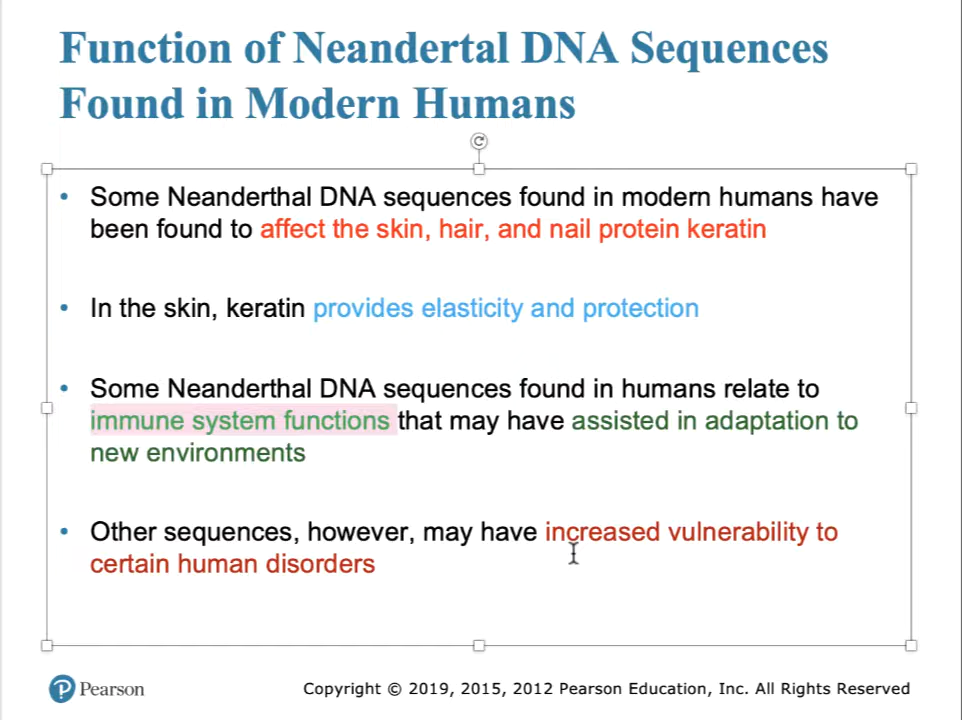 Function of Neandertal DNA Sequences
Found in Modern Humans
• Some Neanderthal DNA sequences found in modern humans have
been found to affect the skin, hair, and nail protein keratin
• In the skin, keratin provides elasticity and protection
• Some Neanderthal DNA sequences found in humans relate to
immune system functions that may have assisted in adaptation to
new environments
• Other sequences, however, may have increased vulnerability to
certain human disorders
P Pearson
Copyright © 2019, 2015, 2012 Pearson Education, Inc. All Rights Reserved